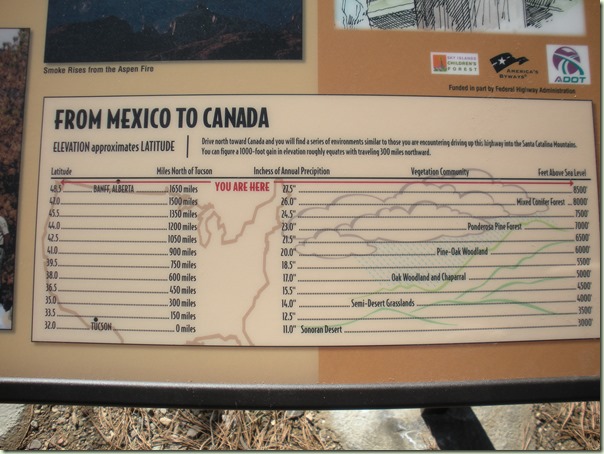 Smoke Rises from the Aspen Fire
SKY ISLANDS
CHILDREN'S
FOREST
AMERICA'S
BYWAYS
ADOT
Funded in part by Federal Highway Administration
FROM MEXICO TO CANADA
ELEVATION approximates LATITUDE
Drive north toward Canada and you will find a series of environments similar to those you are encountering driving up this highway into the Santa Catalina Mountains.
You can figure a 1000-foot gain in elevation roughly equates with traveling 300 miles northward.
Latitude Miles North of Tucson Inchess of Annual Precipition Vegetation Community Feet Above Sea Level
48.5 BANFF, ALBERTA 1650 miles YOU ARE HERE 27.5" 8500'
47.0 1500 miles 26.0" Mixed Conifer Forest 8000'
45.5 1350 miles 24.5" 7500'
44.0 1200 miles 23.0" Ponderosa Pine Forest 7000'
42.5 1050 miles 21.5" 6500'
41.0 900 miles 20.0" Pine-Oak Woodland 6000'
39.5 750 miles 18.5" 5500'
38.0 600 miles 17.0" Oak Woodland and Chaparral 5000'
36.5 450 miles 15.5" 4500'
35.0 300 miles 14.0" Semi-Desert Grasslands 4000'
33.5 150 miles 12.5" 3500'
32.0 TUCSON 0 miles 11.0" Sonoran Desert 3000'